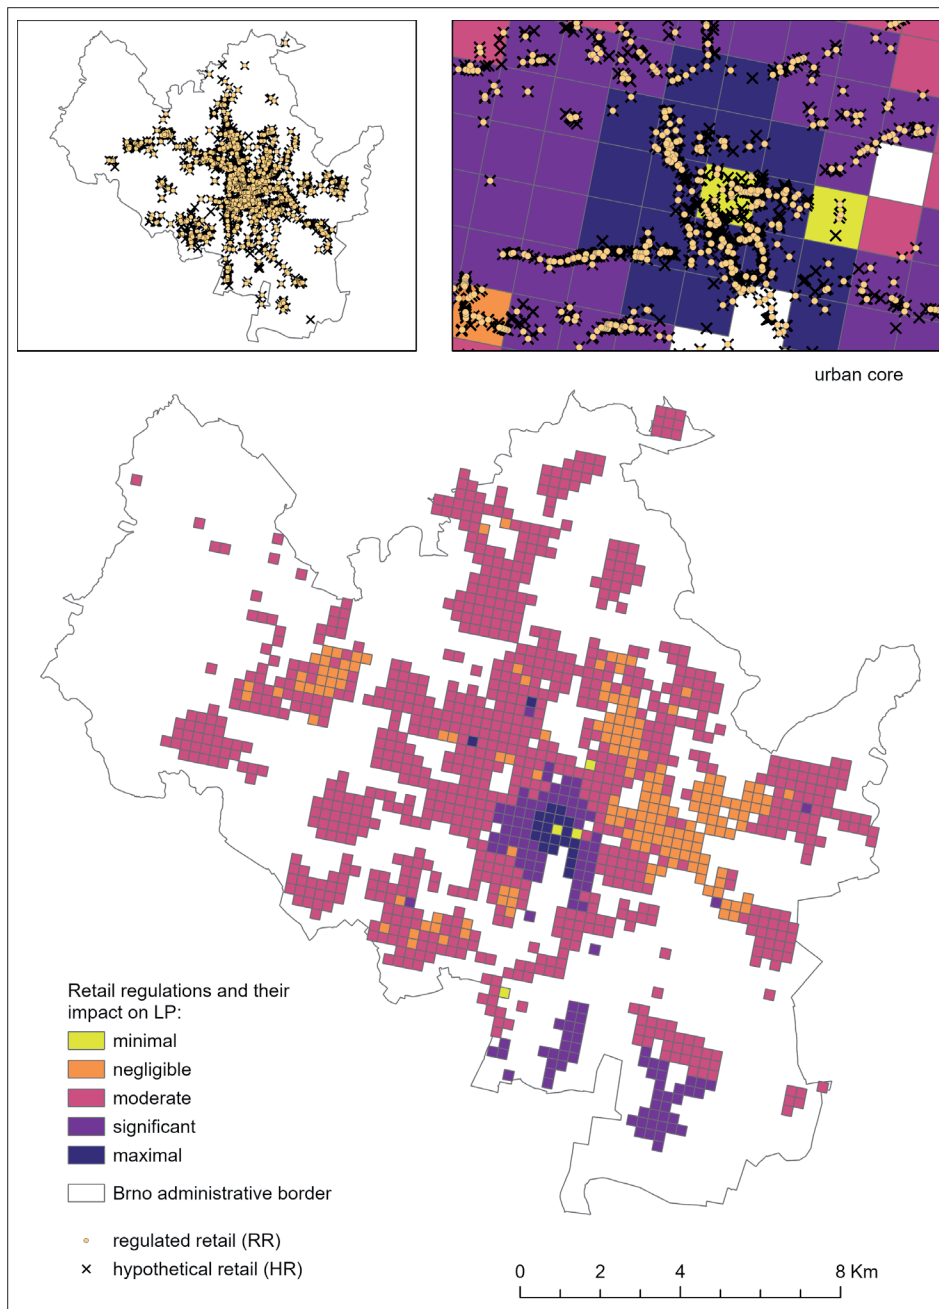 urban core
Retail regulations and their
impact on LP:
minimal
negligible
moderate
significant
maximal
Brno administrative border
regulated retail (RR)
hypothetical retail (HR)
0 2 4 8 Km